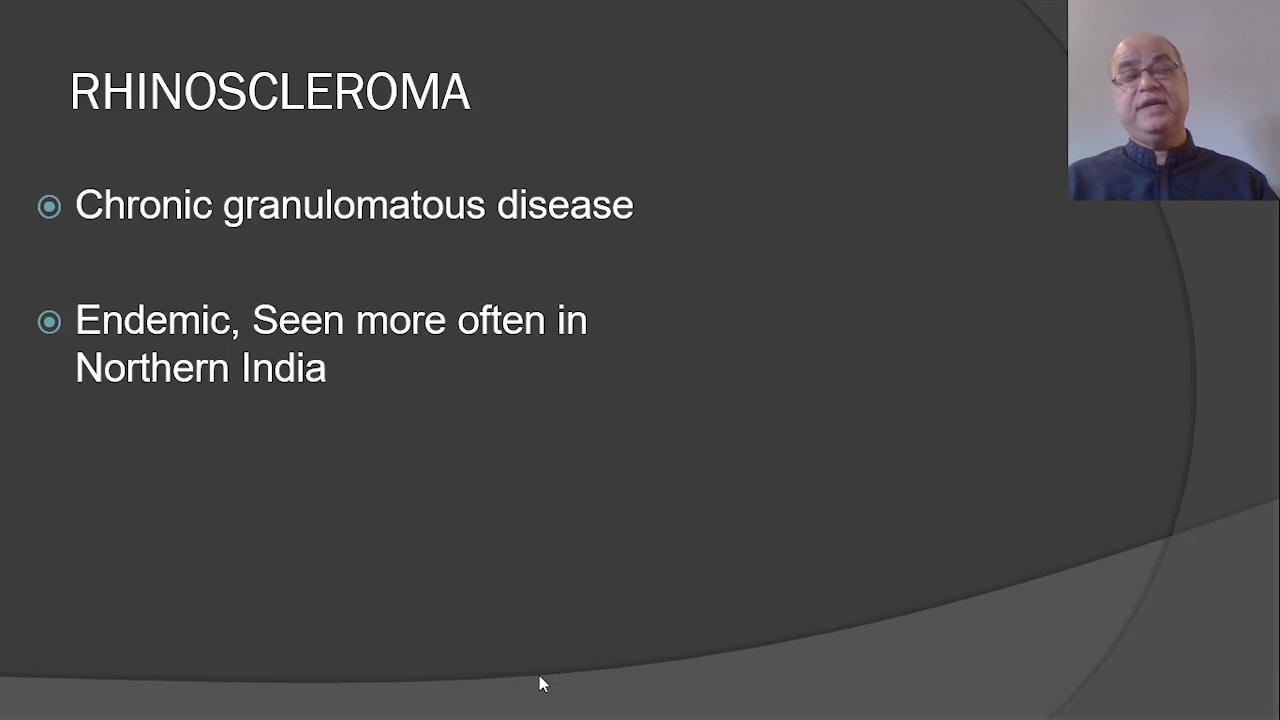 RHINOSCLEROMA
Chronic granulomatous disease
Endemic, Seen more often in
Northern India